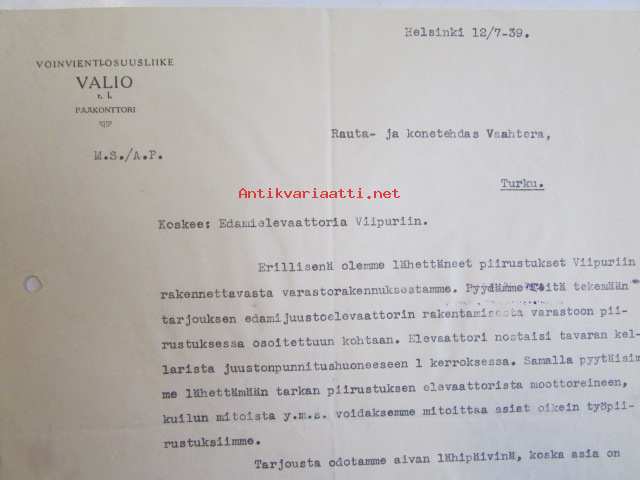 Helsinki 12/7-39.
VOINVIENTI-OSUUSLIIKE
VALIO
r. l.
PÄÄKONTTORI
M.S./A.P.
Rauta- ja konetehdas Vaahtera,
Turku.
Antikvariaatti.net
Koskee: Edamielevaattoria Viipuriin.
Erillisenä olemme lähettäneet piirustukset Viipuriin
rakennettavasta varastorakennuksestamme. Pyydämme Teitä tekemään
tarjouksen edamijuustoelevaattorin rakentamisesta varastoon pii-
rustuksessa osoitettuun kohtaan. Elevaattori nostaisi tavaran kel-
larista juustonpunnitushuoneeseen 1 kerroksessa. Samalla pyytäisim
me lähettämään tarkan piirustuksen elevaattorista moottoreineen,
kuilun mitoista y.m.s. voidaksemme mitoittaa asiat oikein työpii-
rustuksiimme.
Tarjousta odotamme aivan lähipäivinä, koska asia on